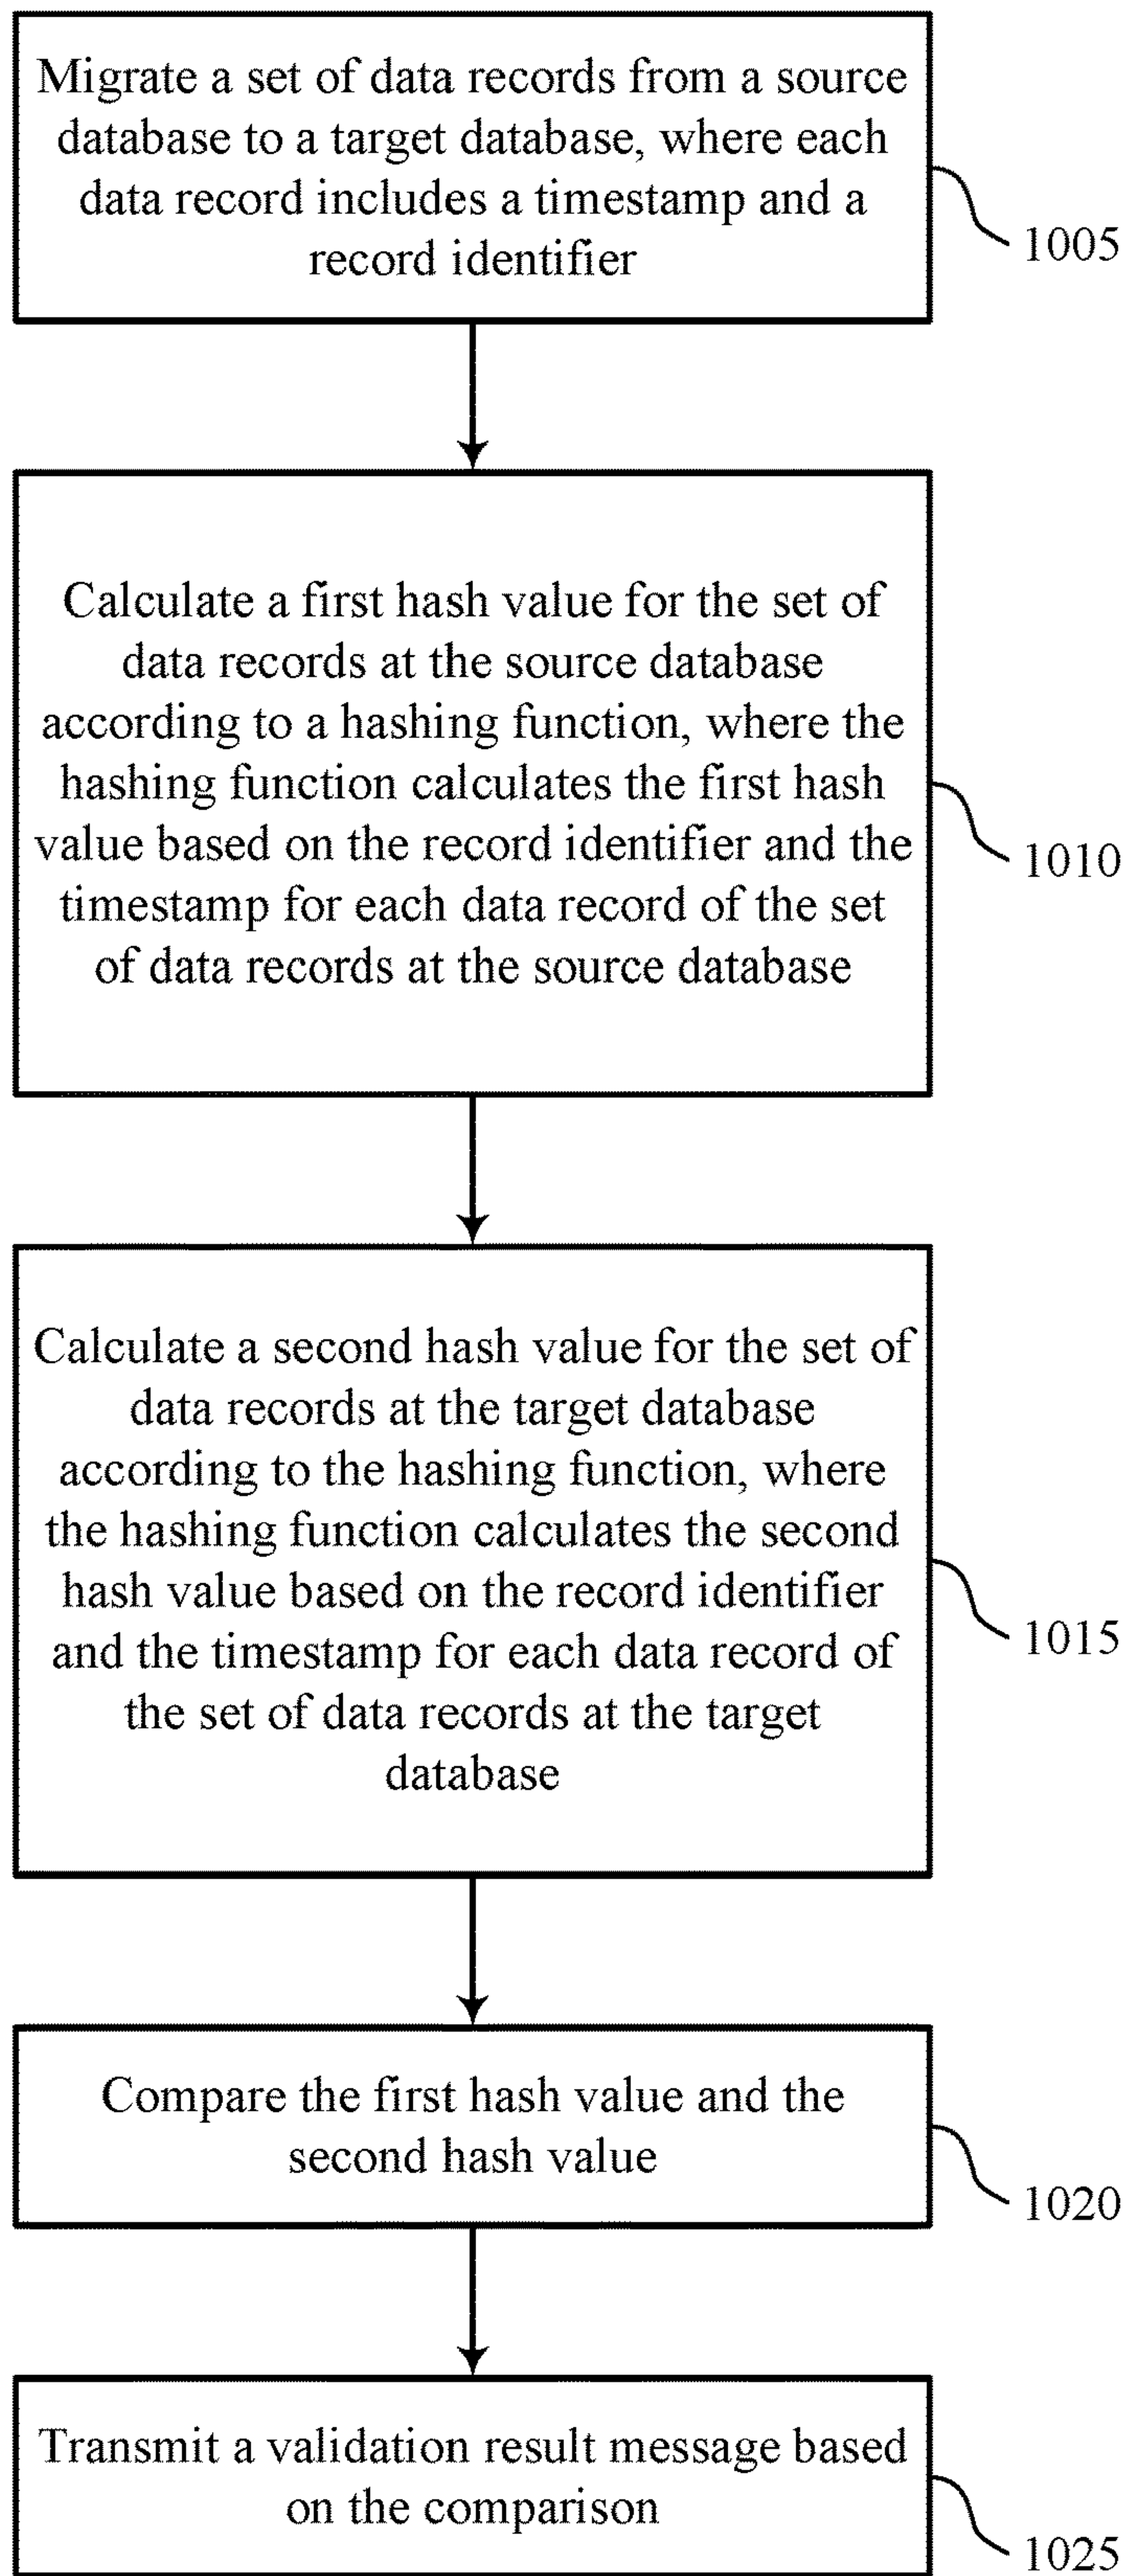 Migrate a set of data records from a source
database to a target database, where each
data record includes a timestamp and a
record identifier
1005
Calculate a first hash value for the set of
data records at the source database
according to a hashing function, where the
hashing function calculates the first hash
value based on the record identifier and the
timestamp for each data record of the set
of data records at the source database
1010
Calculate a second hash value for the set of
data records at the target database
according to the hashing function, where
the hashing function calculates the second
hash value based on the record identifier
and the timestamp for each data record of
the set of data records at the target
database
1015
Compare the first hash value and the
second hash value
1020
Transmit a validation result message based
on the comparison
1025